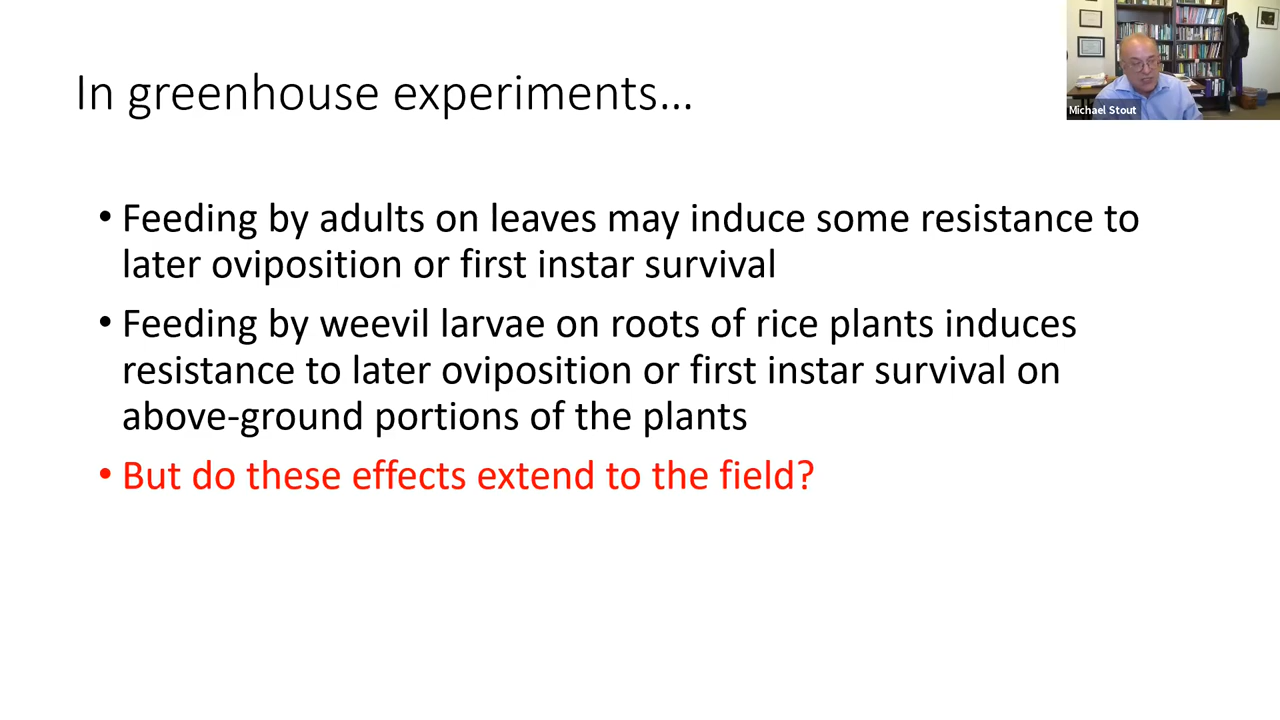 In greenhouse experiments…
Michael Stout
• Feeding by adults on leaves may induce some resistance to
later oviposition or first instar survival
• Feeding by weevil larvae on roots of rice plants induces
resistance to later oviposition or first instar survival on
above-ground portions of the plants
• But do these effects extend to the field?